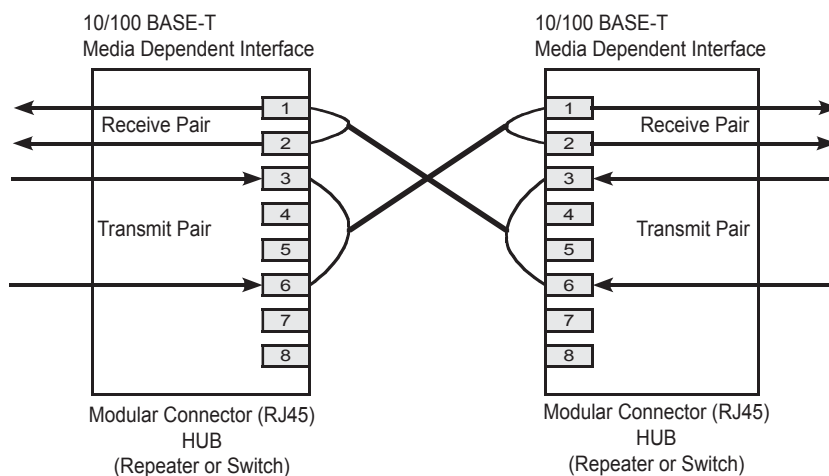 10/100 BASE-T
Media Dependent Interface
1
Receive Pair
2
3
4
Transmit Pair
5
6
7
8
Modular Connector (RJ45)
HUB
(Repeater or Switch)
10/100 BASE-T
Media Dependent Interface
1
Receive Pair
2
3
4
Transmit Pair
5
6
7
8
Modular Connector (RJ45)
HUB
(Repeater or Switch)